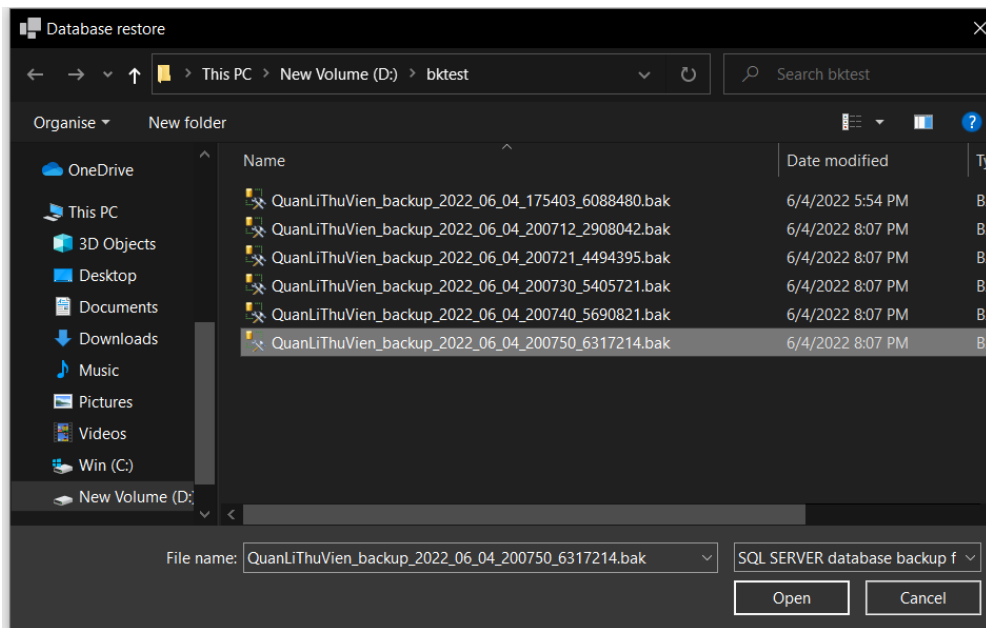 Database restore
This PC > New Volume (D:) > bktest
Search bktest
Organise
New folder
?
Name
Date modified
OneDrive
This PC
3D Objects
Desktop
Documents
Downloads
Music
Pictures
Videos
Win (C:)
New Volume (D:
QuanLiThuVien_backup_2022_06_04_175403_6088480.bak 6/4/2022 5:54 PM B
QuanLiThuVien_backup_2022_06_04_200712_2908042.bak 6/4/2022 8:07 PM B
QuanLiThuVien_backup_2022_06_04_200721_4494395.bak 6/4/2022 8:07 PM B
QuanLiThuVien_backup_2022_06_04_200730_5405721.bak 6/4/2022 8:07 PM B
QuanLiThuVien_backup_2022_06_04_200740_5690821.bak 6/4/2022 8:07 PM B
QuanLiThuVien_backup_2022_06_04_200750_6317214.bak 6/4/2022 8:07 PM B
File name: QuanLiThuVien_backup_2022_06_04_200750_6317214.bak
SQL SERVER database backup f
Open
Cancel